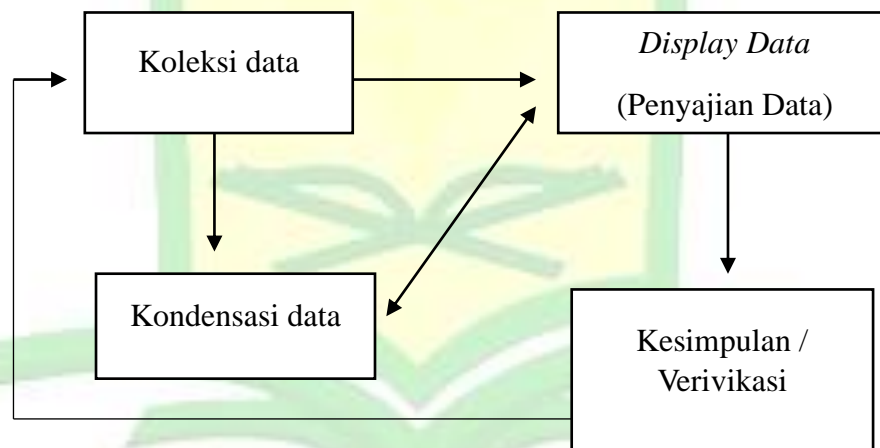 Koleksi data
Display Data
(Penyajian Data)
Kondensasi data
Kesimpulan /
Verivikasi